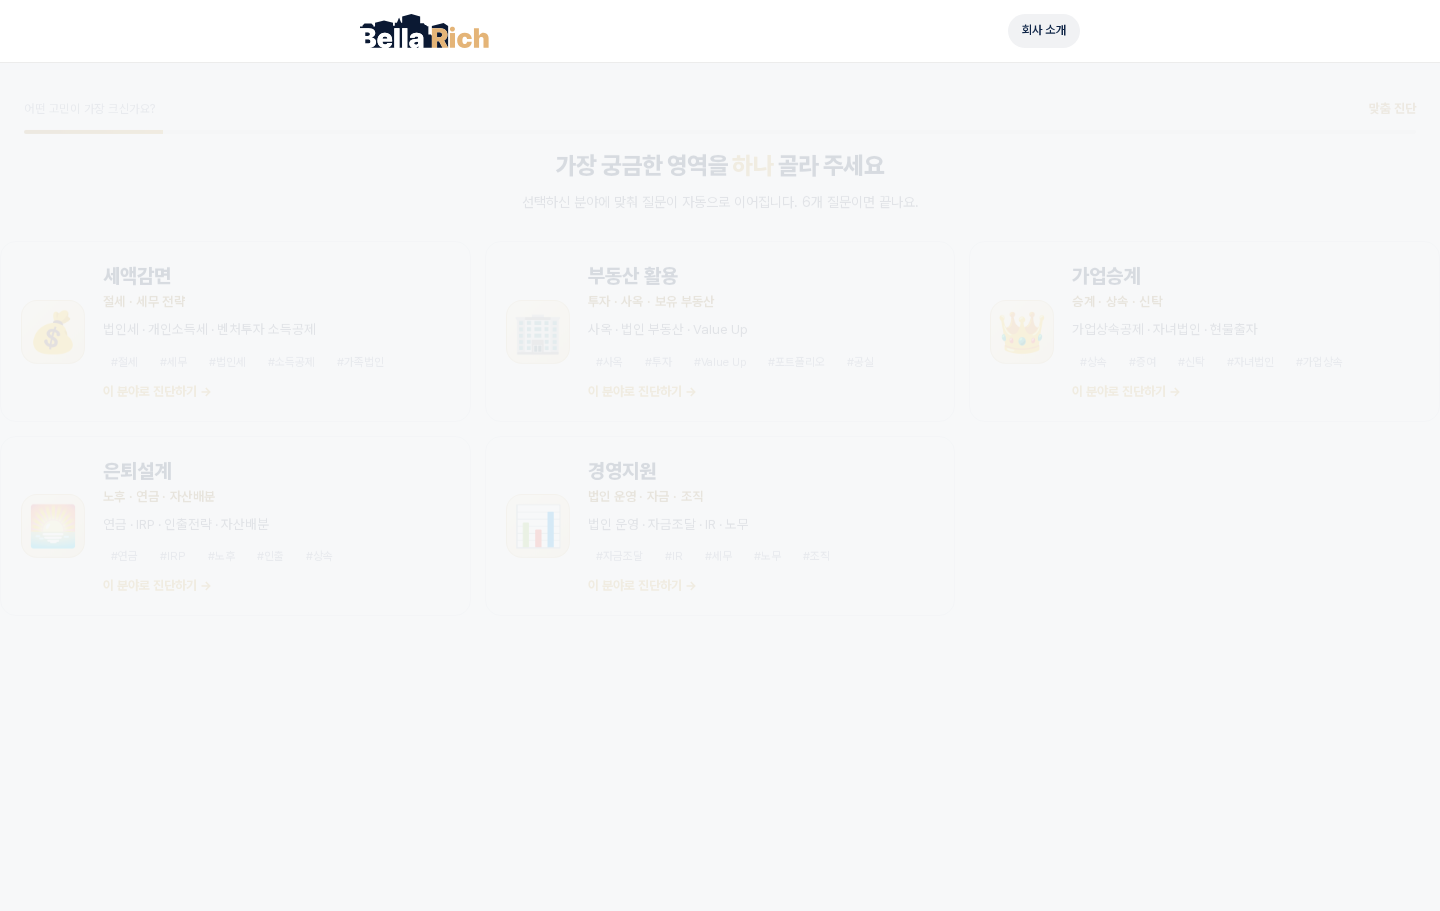 Bella Rich
회사 소개
어떤 고민이 가장 크신가요?
맞춤 진단
가장 궁금한 영역을 하나 골라 주세요
선택하신 분야에 맞춰 질문이 자동으로 이어집니다. 6개 질문이면 끝나요.
세액감면
절세 · 세무 전략
법인세 · 개인소득세 · 벤처투자 소득공제
#절세 #세무 #법인세 #소득공제 #가족법인
이 분야로 진단하기 →
부동산 활용
투자 · 사옥 · 보유 부동산
사옥 · 법인 부동산 · Value Up
#사옥 #투자 #Value Up #포트폴리오 #공실
이 분야로 진단하기 →
가업승계
승계 · 상속 · 신탁
가업상속공제 · 자녀법인 · 현물출자
#상속 #증여 #신탁 #자녀법인 #가업상속
이 분야로 진단하기 →
은퇴설계
노후 · 연금 · 자산배분
연금 · IRP · 인출전략 · 자산배분
#연금 #IRP #노후 #인출 #상속
이 분야로 진단하기 →
경영지원
법인 운영 · 자금 · 조직
법인 운영 · 자금조달 · IR · 노무
#자금조달 #IR #세무 #노무 #조직
이 분야로 진단하기 →